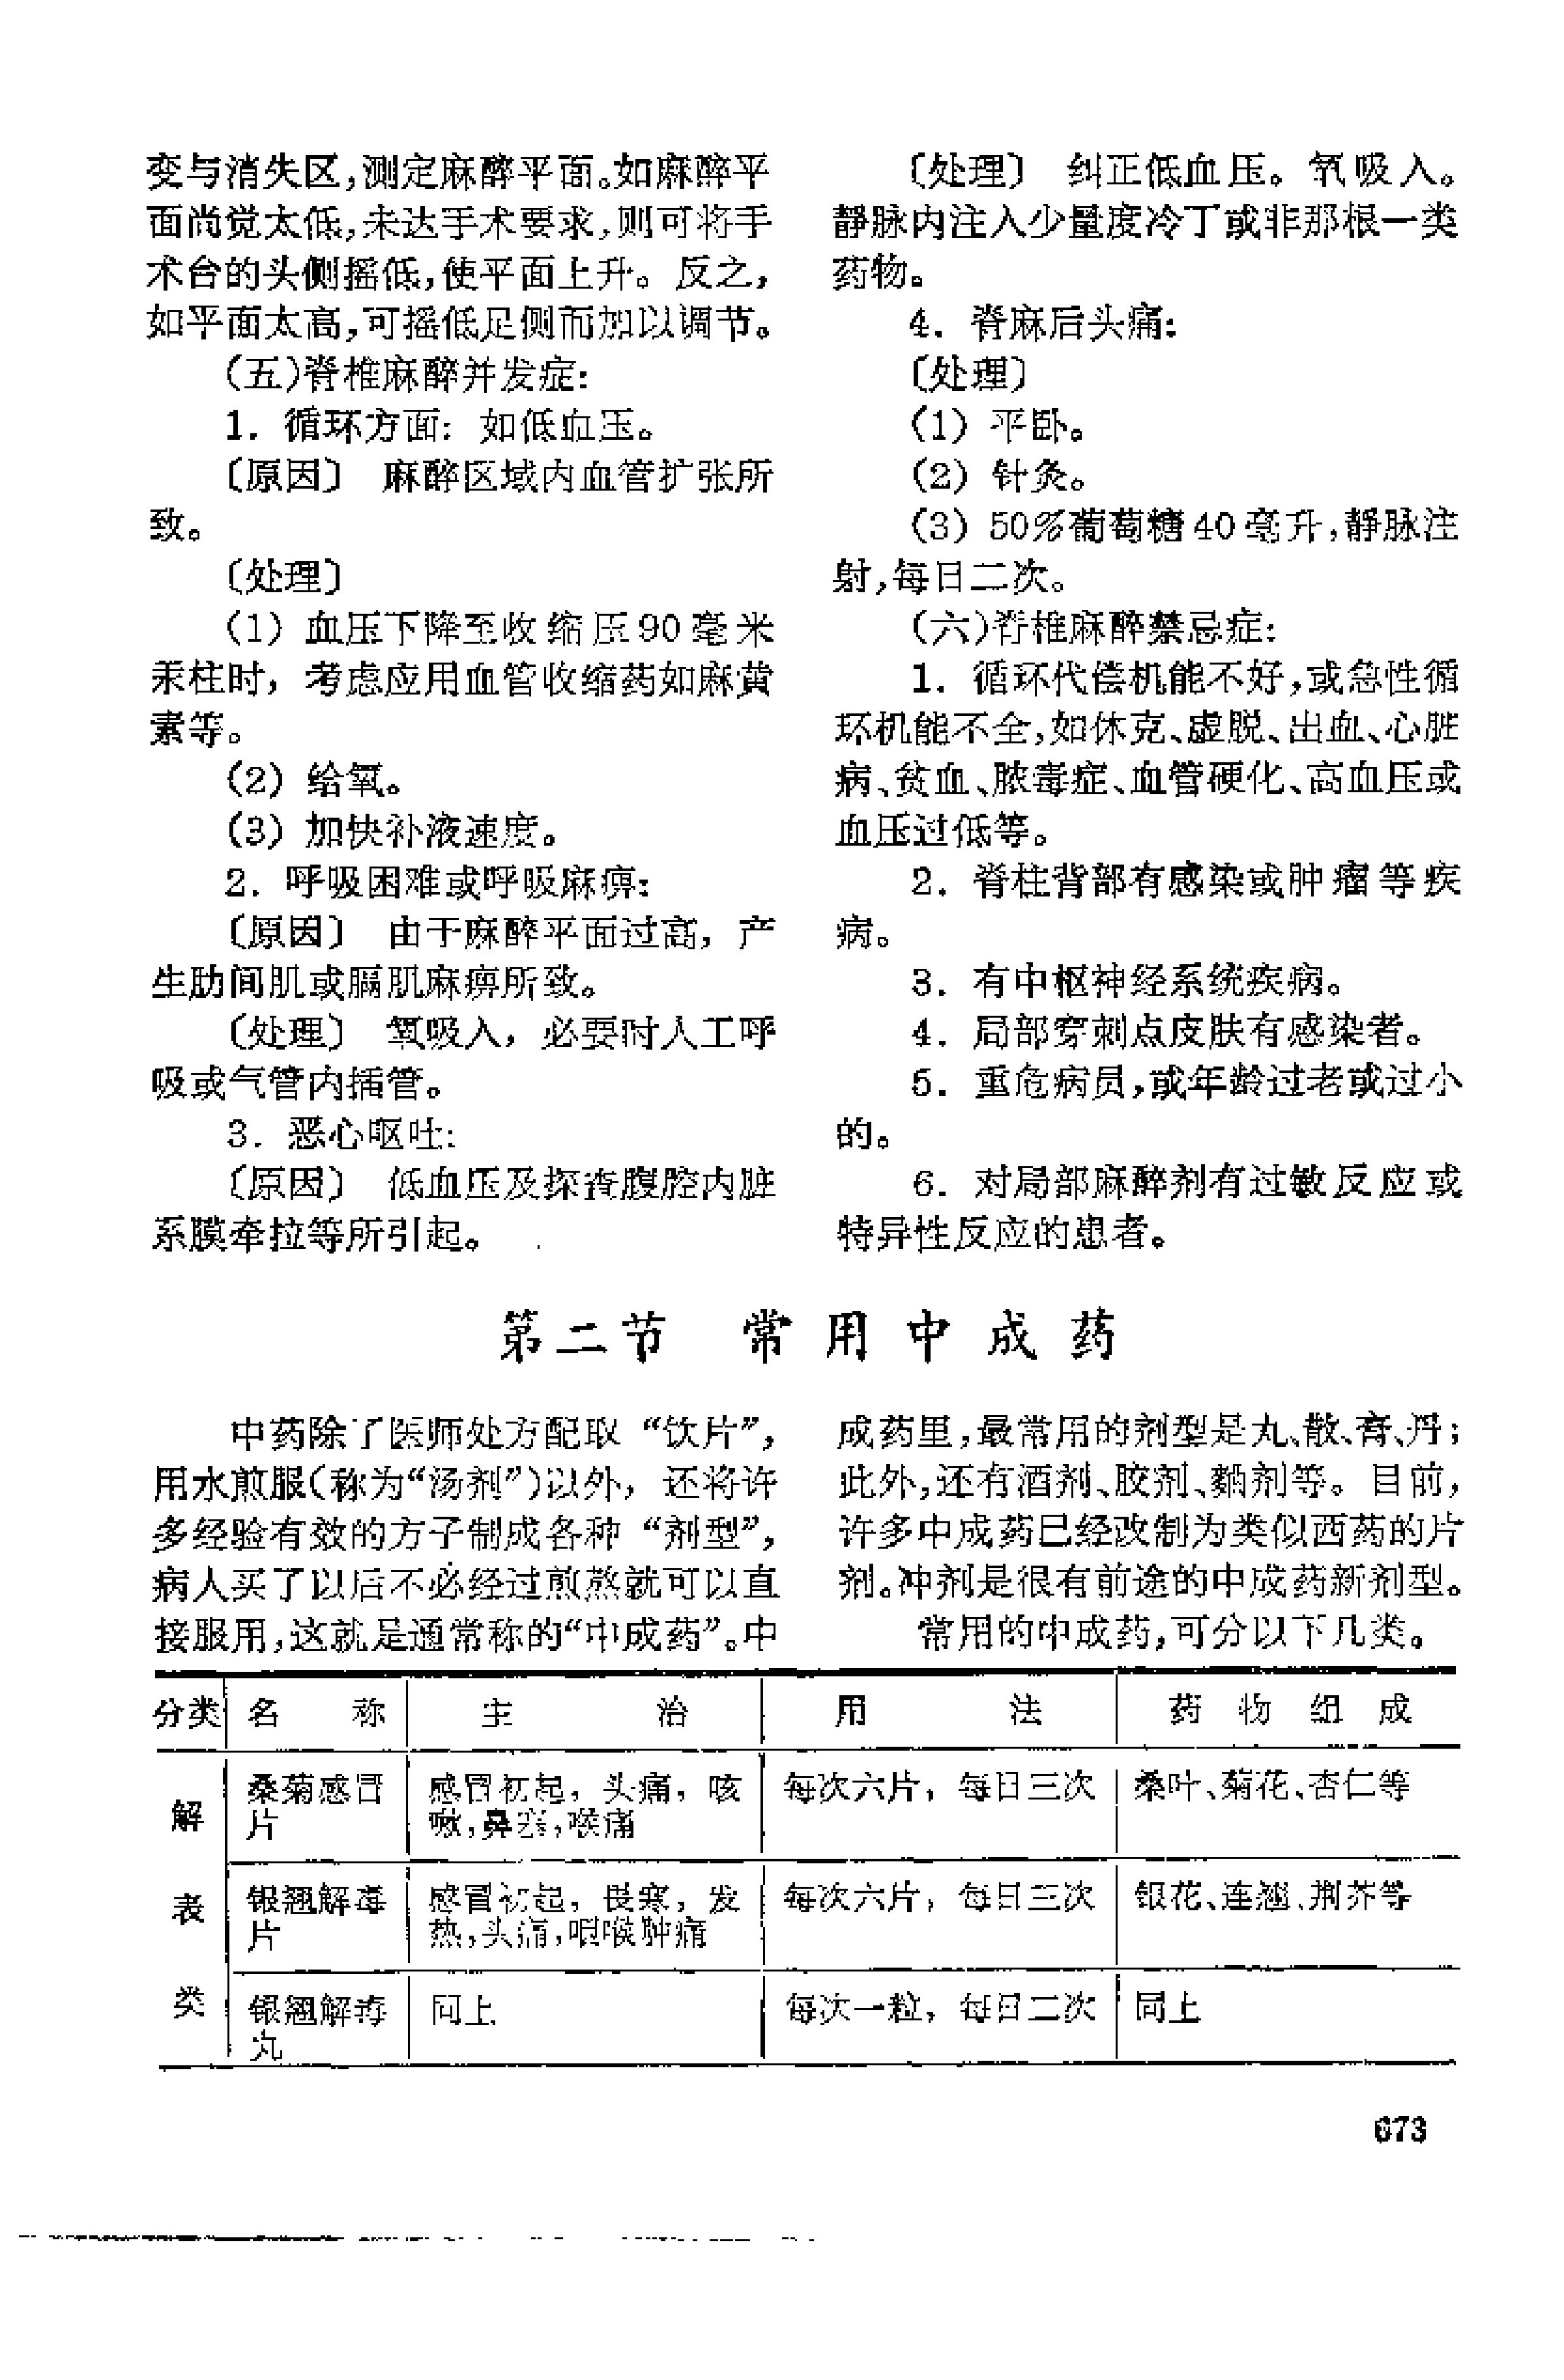 变与消失区,测定麻醉平面。如麻醉平
面尚觉太低,未达手术要求,则可将手
术台的头侧摇低,使平面上升。反之,
如平面太高,可摇低足侧而加以调节。
(五)脊椎麻醉并发症:
1. 循环方面: 如低血压。
〔原因〕 麻醉区域内血管扩张所
致。
〔处理〕
(1) 血压下降至收缩压90毫米
汞柱时, 考虑应用血管收缩药如麻黄
素等。
(2) 给氧。
(3) 加快补液速度。
2. 呼吸困难或呼吸麻痹:
〔原因〕 由于麻醉平面过高, 产
生肋间肌或膈肌麻痹所致。
〔处理〕 氧吸入, 必要时人工呼
吸或气管内插管。
3. 恶心呕吐:
〔原因〕 低血压及探查腹腔内脏
系膜牵拉等所引起。
〔处理〕 纠正低血压。氧吸入。
静脉内注入少量度冷丁或非那根一类
药物。
4. 脊麻后头痛:
〔处理〕
(1) 平卧。
(2) 针灸。
(3) 50%葡萄糖40毫升,静脉注
射,每日二次。
(六)脊椎麻醉禁忌症:
1. 循环代偿机能不好,或急性循
环机能不全,如休克、虚脱、出血、心脏
病、贫血、脓毒症、血管硬化、高血压或
血压过低等。
2. 脊柱背部有感染或肿瘤等疾
病。
3. 有中枢神经系统疾病。
4. 局部穿刺点皮肤有感染者。
5. 重危病员,或年龄过老或过小
的。
6. 对局部麻醉剂有过敏反应或
特异性反应的患者。
第二节 常用中成药
中药除了医师处方配取“饮片”,
用水煎服(称为“汤剂”)以外, 还将许
多经验有效的方子制成各种“剂型”,
病人买了以后不必经过煎熬就可以直
接服用,这就是通常称的“中成药”。中
成药里,最常用的剂型是丸、散、膏、丹;
此外,还有酒剂、胶剂、麯剂等。目前,
许多中成药已经改制为类似西药的片
剂。冲剂是很有前途的中成药新剂型。
常用的中成药,可分以下几类。
分类 名称 主治 用法 药物组成
解表类
桑菊感冒 感冒初起, 头痛, 咳 每次六片, 每日三次 桑叶、菊花、杏仁等
片 嗽,鼻塞,喉痛
银翘解毒 感冒初起, 畏寒, 发 每次六片, 每日三次 银花、连翘、荆芥等
片 热,头痛,咽喉肿痛
银翘解毒 同上 每次一粒, 每日二次 同上
丸
673